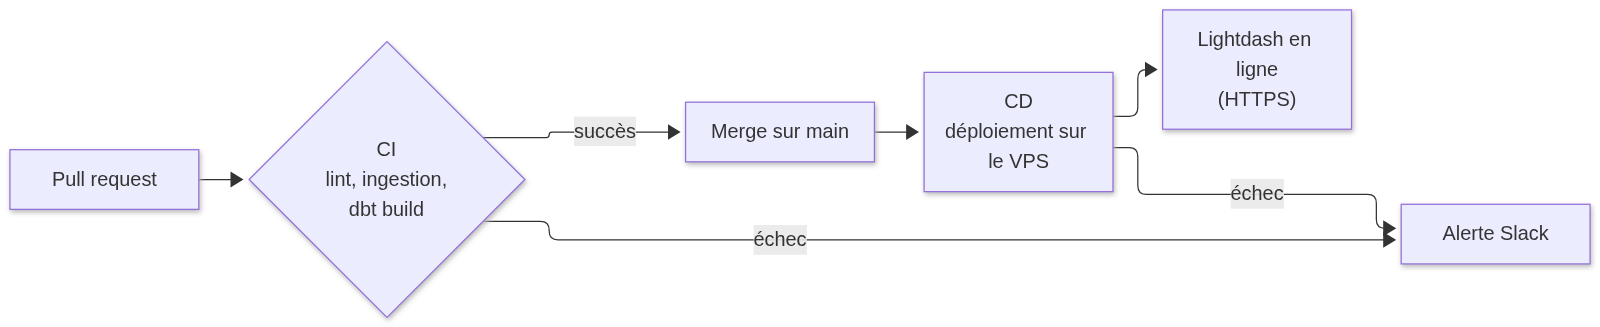 Pull request
CI
lint, ingestion,
dbt build
succès
échec
Merge sur main
CD
déploiement sur
le VPS
Lightdash en
ligne
(HTTPS)
échec
Alerte Slack